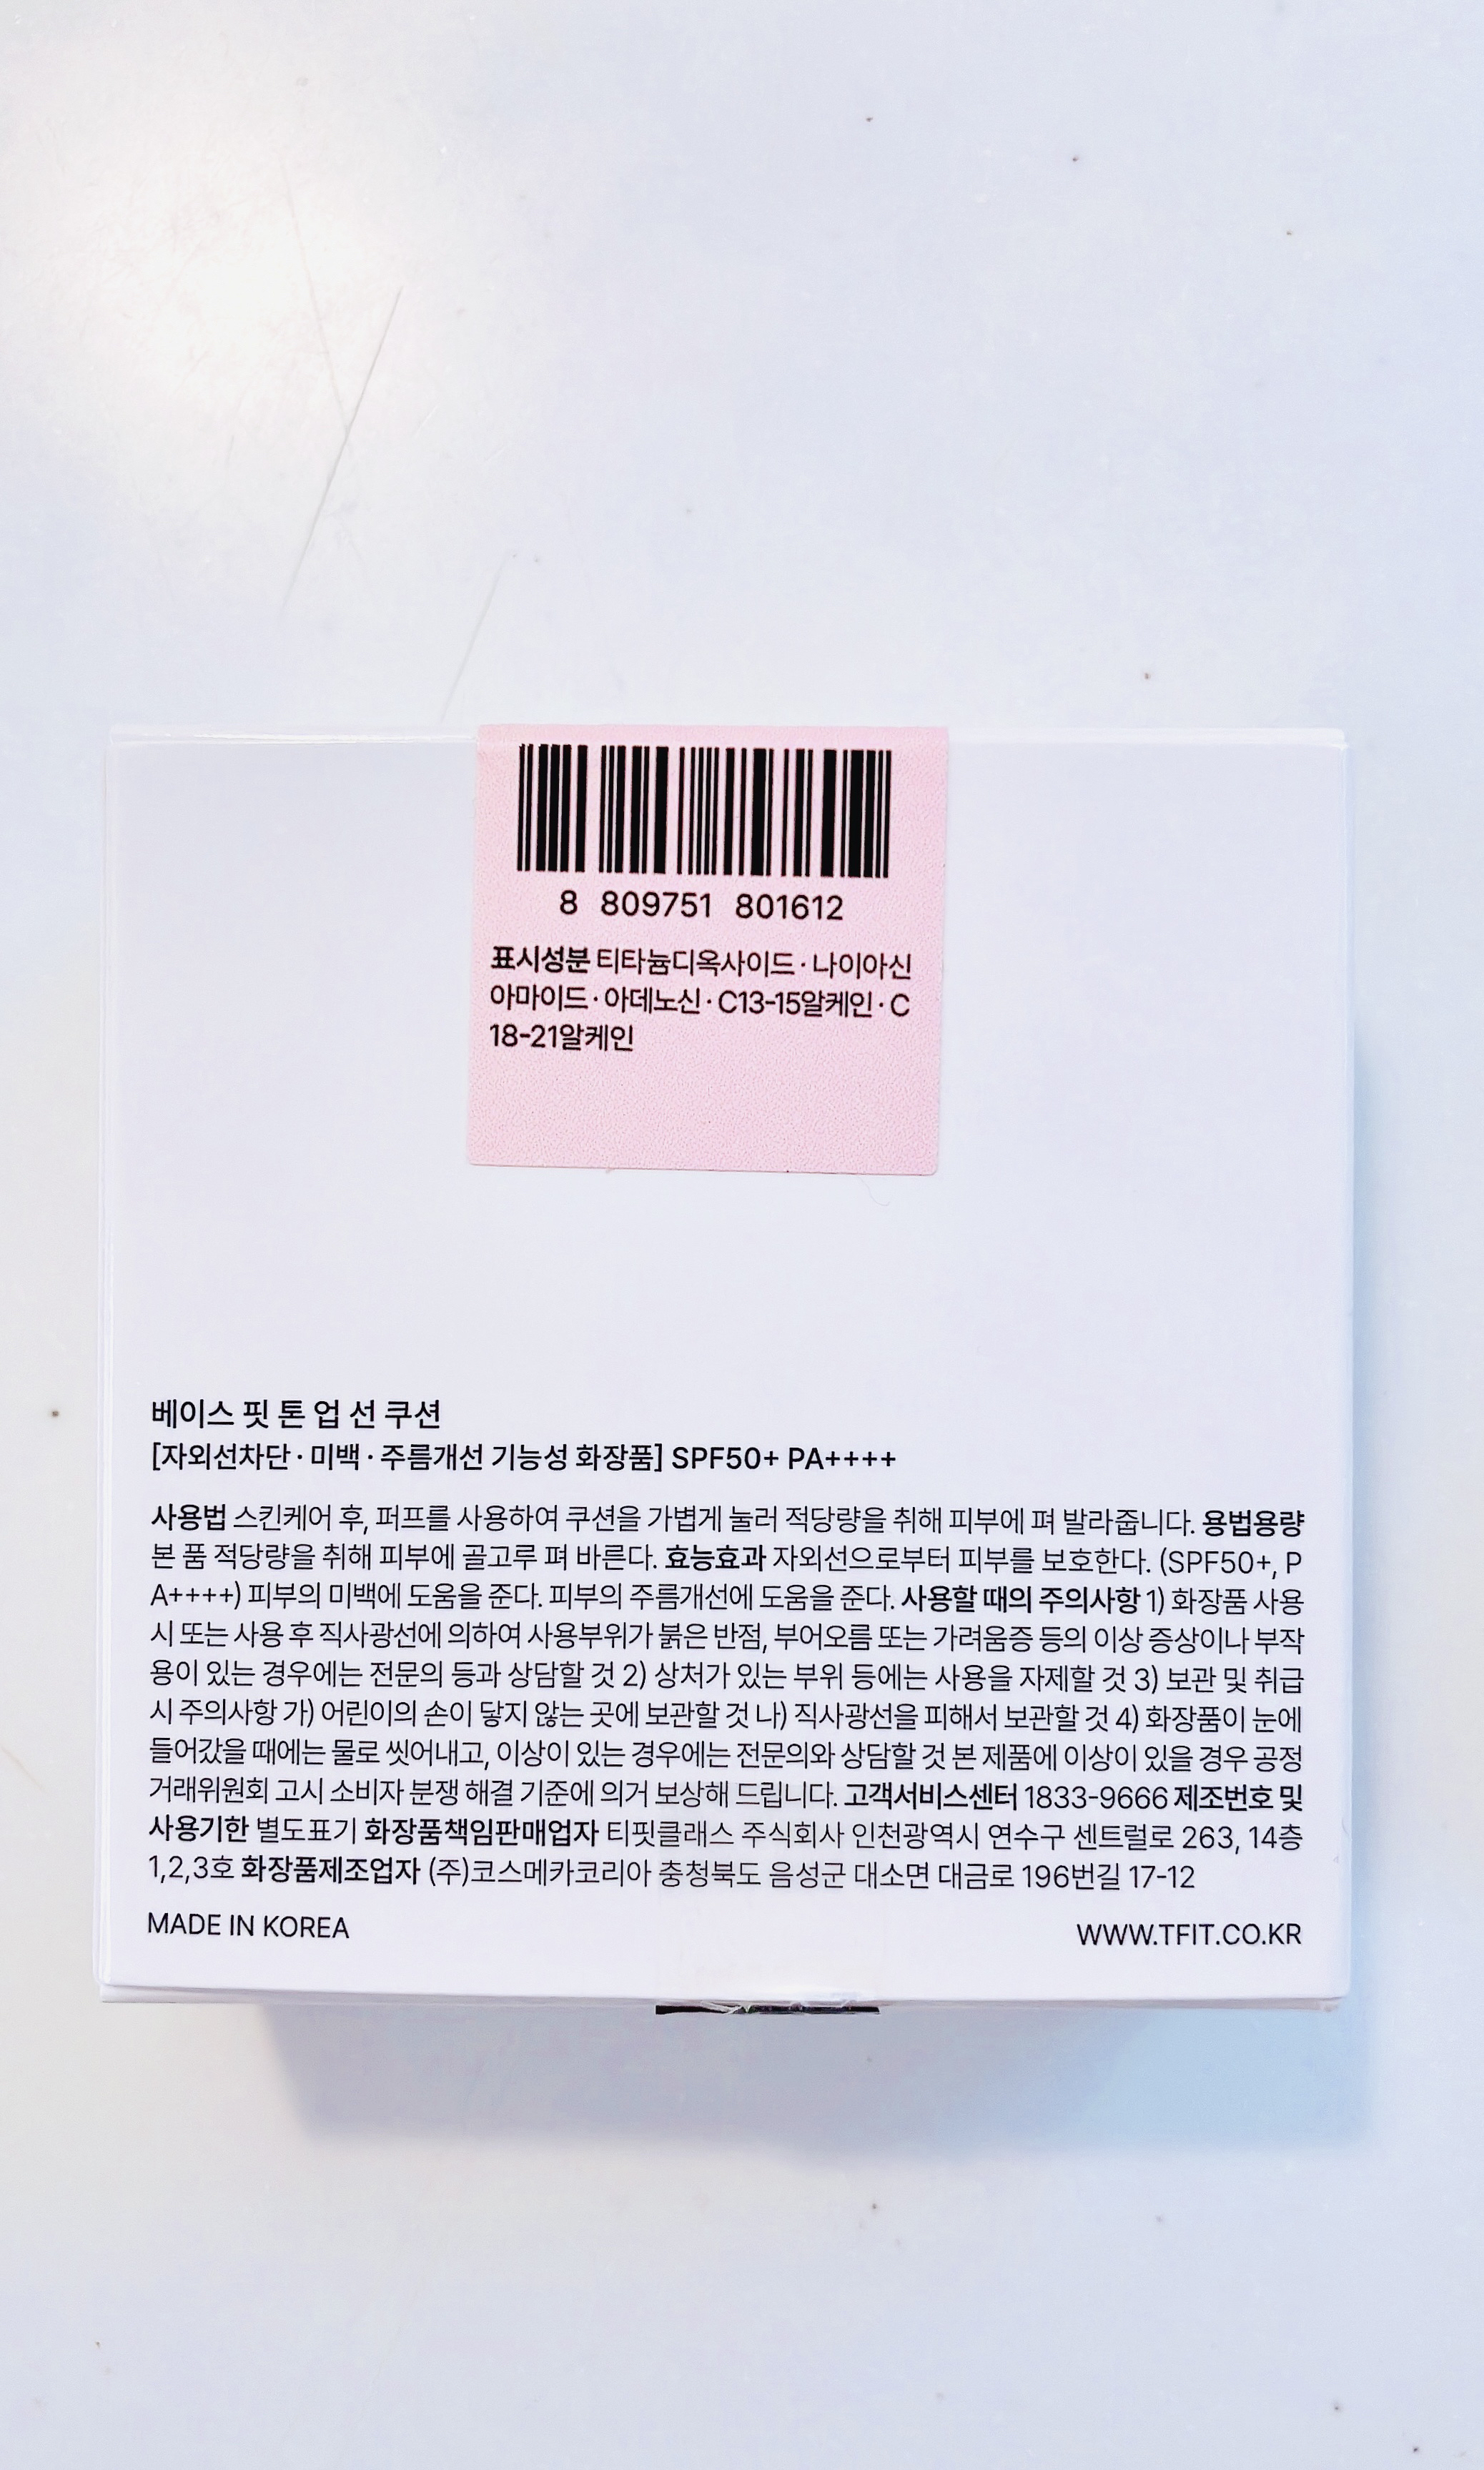 8 809751 801612
표시성분 티타늄디옥사이드·나이아신
아마이드·아데노신·C13-15알케인·C
18-21알케인
베이스 핏 톤 업 선 쿠션
[자외선차단·미백·주름개선 기능성 화장품] SPF50+ PA++++
사용법 스킨케어 후, 퍼프를 사용하여 쿠션을 가볍게 눌러 적당량을 취해 피부에 펴 발라줍니다. 용법용량
본 품 적당량을 취해 피부에 골고루 펴 바른다. 효능효과 자외선으로부터 피부를 보호한다. (SPF50+, P
A++++) 피부의 미백에 도움을 준다. 피부의 주름개선에 도움을 준다. 사용할 때의 주의사항 1) 화장품 사용
시 또는 사용 후 직사광선에 의하여 사용부위가 붉은 반점, 부어오름 또는 가려움증 등의 이상 증상이나 부작
용이 있는 경우에는 전문의 등과 상담할 것 2) 상처가 있는 부위 등에는 사용을 자제할 것 3) 보관 및 취급
시 주의사항 가) 어린이의 손이 닿지 않는 곳에 보관할 것 나) 직사광선을 피해서 보관할 것 4) 화장품이 눈에
들어갔을 때에는 물로 씻어내고, 이상이 있는 경우에는 전문의와 상담할 것 본 제품에 이상이 있을 경우 공정
거래위원회 고시 소비자 분쟁 해결 기준에 의거 보상해 드립니다. 고객서비스센터 1833-9666 제조번호 및
사용기한 별도표기 화장품책임판매업자 티핏클래스 주식회사 인천광역시 연수구 센트럴로 263, 14층
1,2,3호 화장품제조업자 (주)코스메카코리아 충청북도 음성군 대소면 대금로 196번길 17-12
MADE IN KOREA
WWW.TFIT.CO.KR